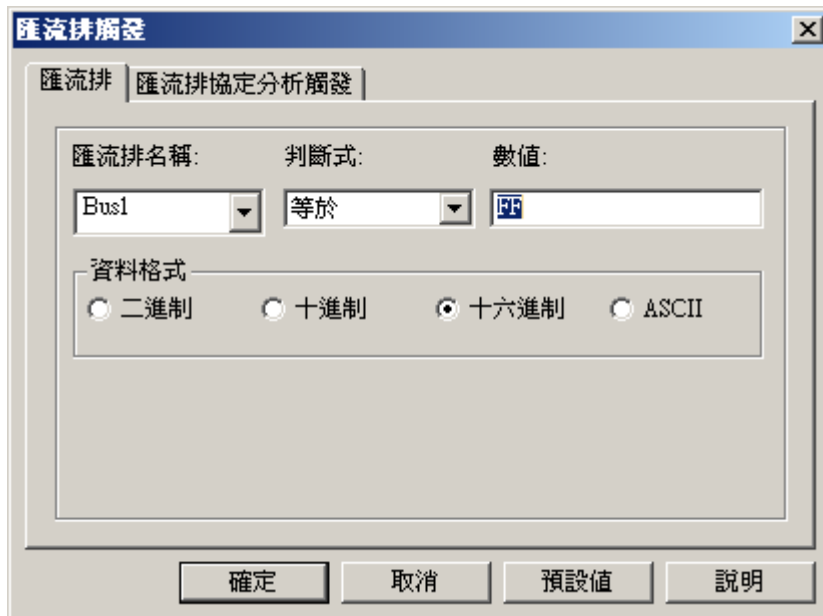 匯流排觸發
匯流排 匯流排協定分析觸發
匯流排名稱: 判斷式: 數值:
Bus1 等於 FF
資料格式
二進制 十進制 十六進制 ASCII
確定 取消 預設值 說明